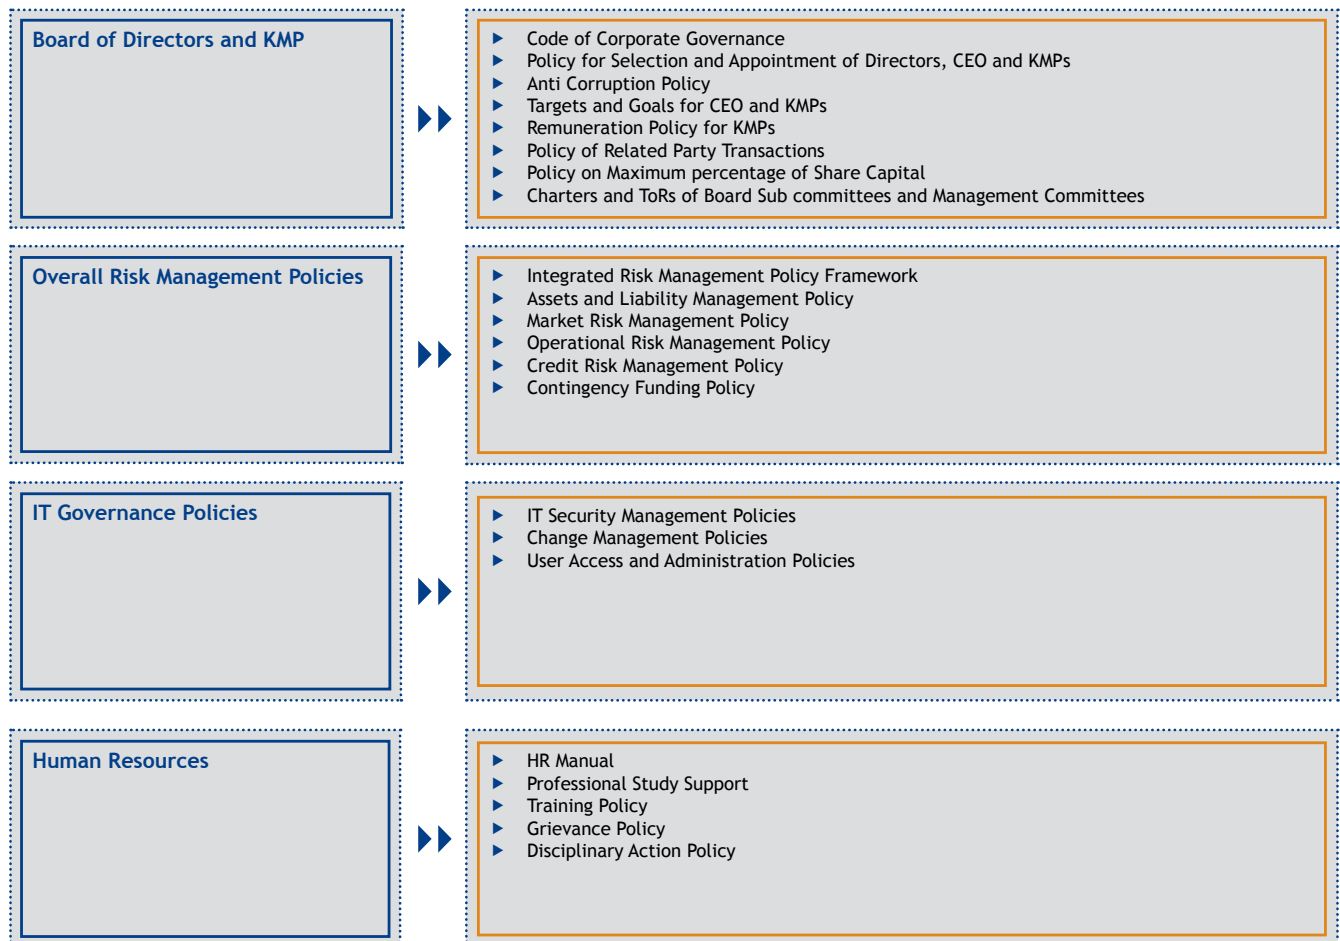 Board of Directors and KMP
Code of Corporate Governance
Policy for Selection and Appointment of Directors, CEO and KMPs
Anti Corruption Policy
Targets and Goals for CEO and KMPs
Remuneration Policy for KMPs
Policy of Related Party Transactions
Policy on Maximum percentage of Share Capital
Charters and ToRs of Board Sub committees and Management Committees
Overall Risk Management Policies
Integrated Risk Management Policy Framework
Assets and Liability Management Policy
Market Risk Management Policy
Operational Risk Management Policy
Credit Risk Management Policy
Contingency Funding Policy
IT Governance Policies
IT Security Management Policies
Change Management Policies
User Access and Administration Policies
Human Resources
HR Manual
Professional Study Support
Training Policy
Grievance Policy
Disciplinary Action Policy